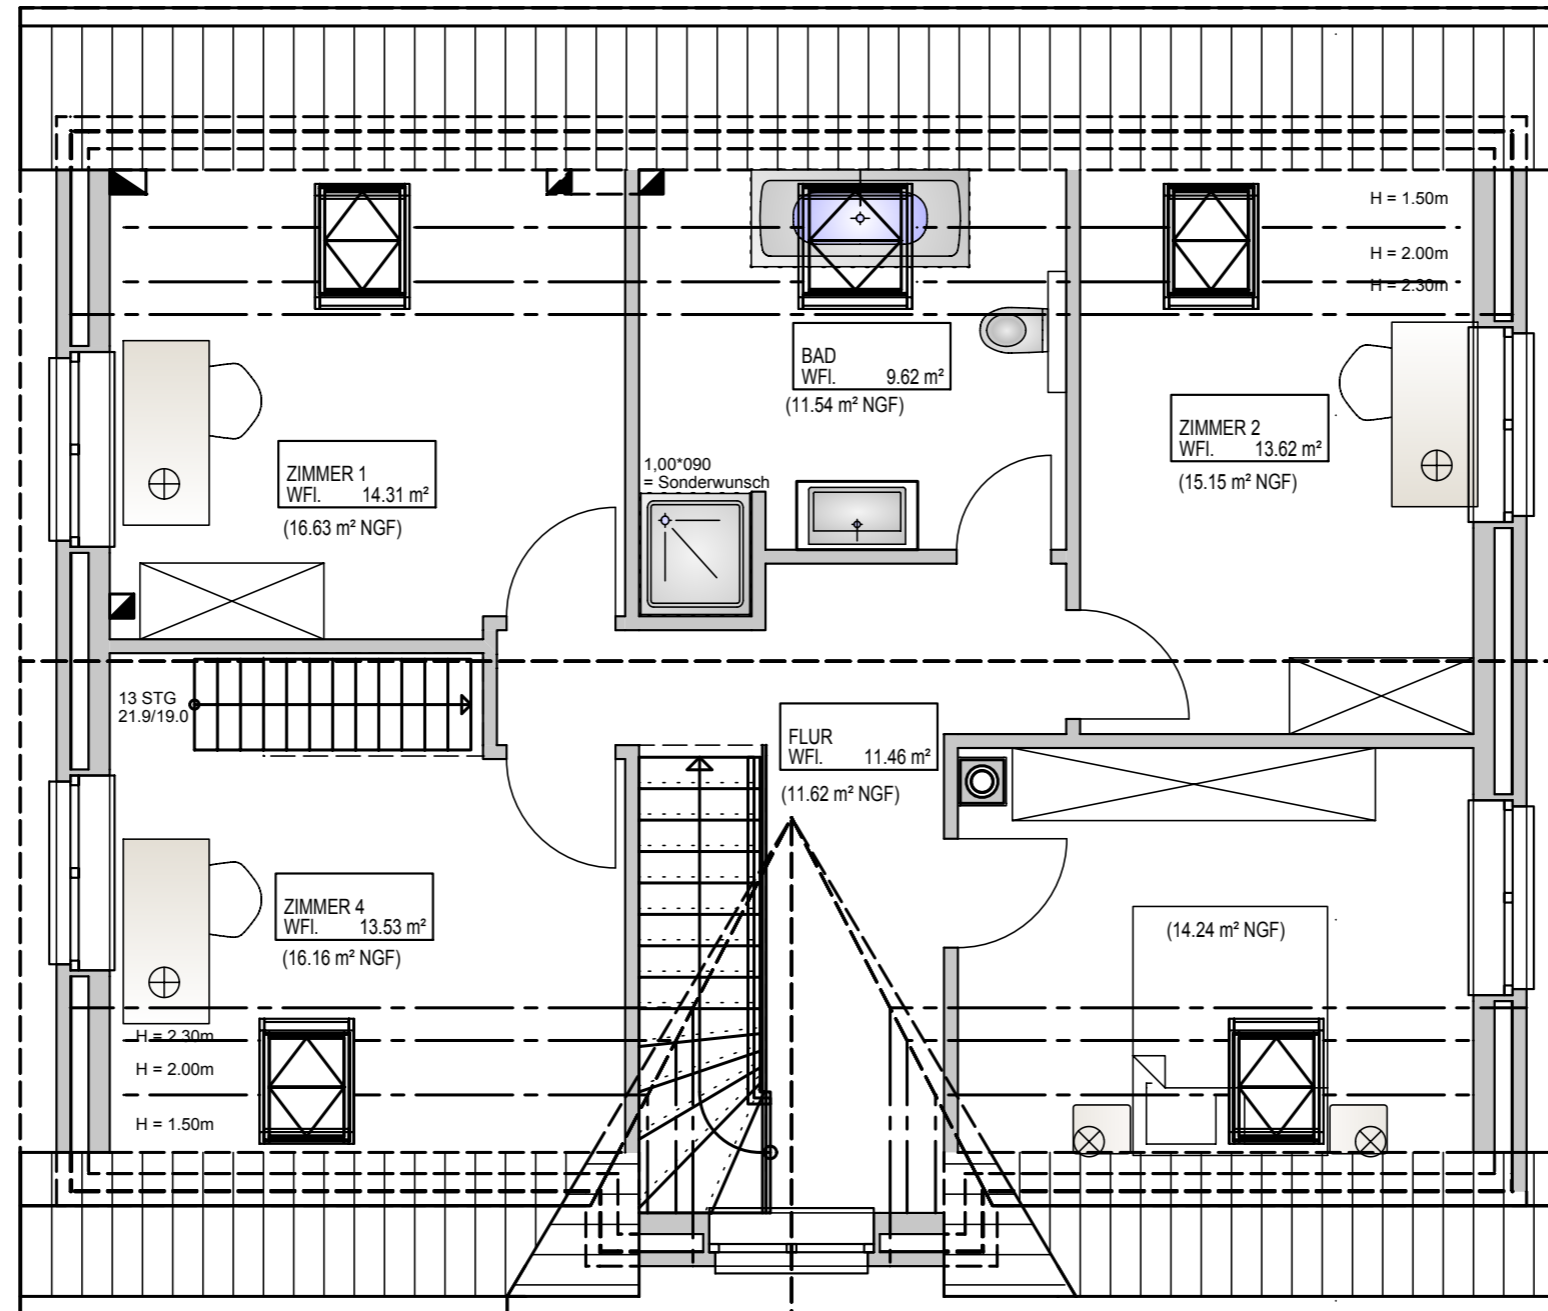 H = 1.50m
H = 2.00m
H = 2.30m
BAD
WFl. 9.62 m²
(11.54 m² NGF)
ZIMMER 2
WFl. 13.62 m²
(15.15 m² NGF)
ZIMMER 1
WFl. 14.31 m²
(16.63 m² NGF)
1,00*090
= Sonderwunsch
13 STG
21.9/19.0
FLUR
WFl. 11.46 m²
(11.62 m² NGF)
ZIMMER 4
WFl. 13.53 m²
(16.16 m² NGF)
(14.24 m² NGF)
H = 2.30m
H = 2.00m
H = 1.50m